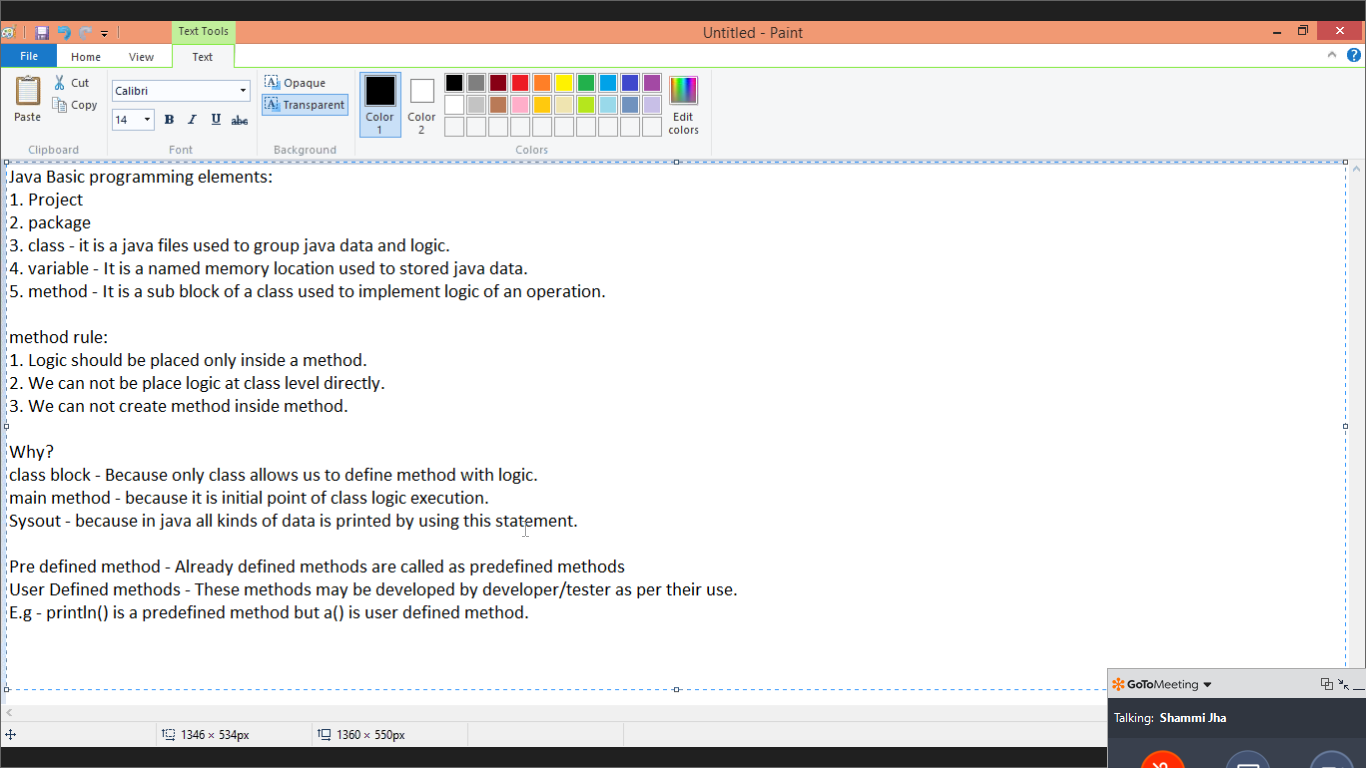 Text Tools
Untitled - Paint
File
Home
View
Text
Paste
Cut
Copy
Clipboard
Calibri
14
B I U abc
Font
Opaque
Transparent
Background
Color 1
Color 2
Edit colors
Colors
Java Basic programming elements:
1. Project
2. package
3. class - it is a java files used to group java data and logic.
4. variable - It is a named memory location used to stored java data.
5. method - It is a sub block of a class used to implement logic of an operation.
method rule:
1. Logic should be placed only inside a method.
2. We can not be place logic at class level directly.
3. We can not create method inside method.
Why?
class block - Because only class allows us to define method with logic.
main method - because it is initial point of class logic execution.
Sysout - because in java all kinds of data is printed by using this statement.
Pre defined method - Already defined methods are called as predefined methods
User Defined methods - These methods may be developed by developer/tester as per their use.
E.g - println() is a predefined method but a() is user defined method.
GoToMeeting
Talking: Shammi Jha
1346 × 534px
1360 × 550px